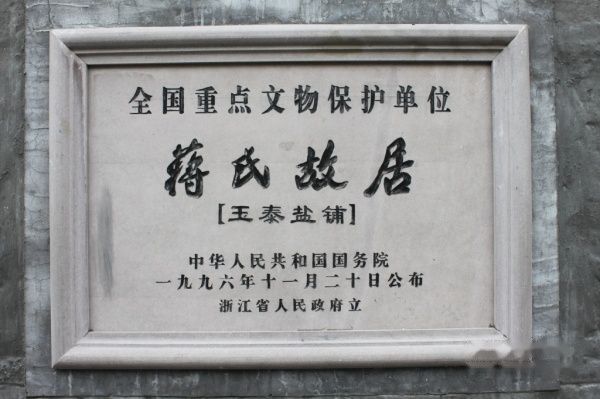 全国重点文物保护单位
蒋氏故居
[玉泰盐铺]
中华人民共和国国务院
一九九六年十一月二十日公布
浙江省人民政府立